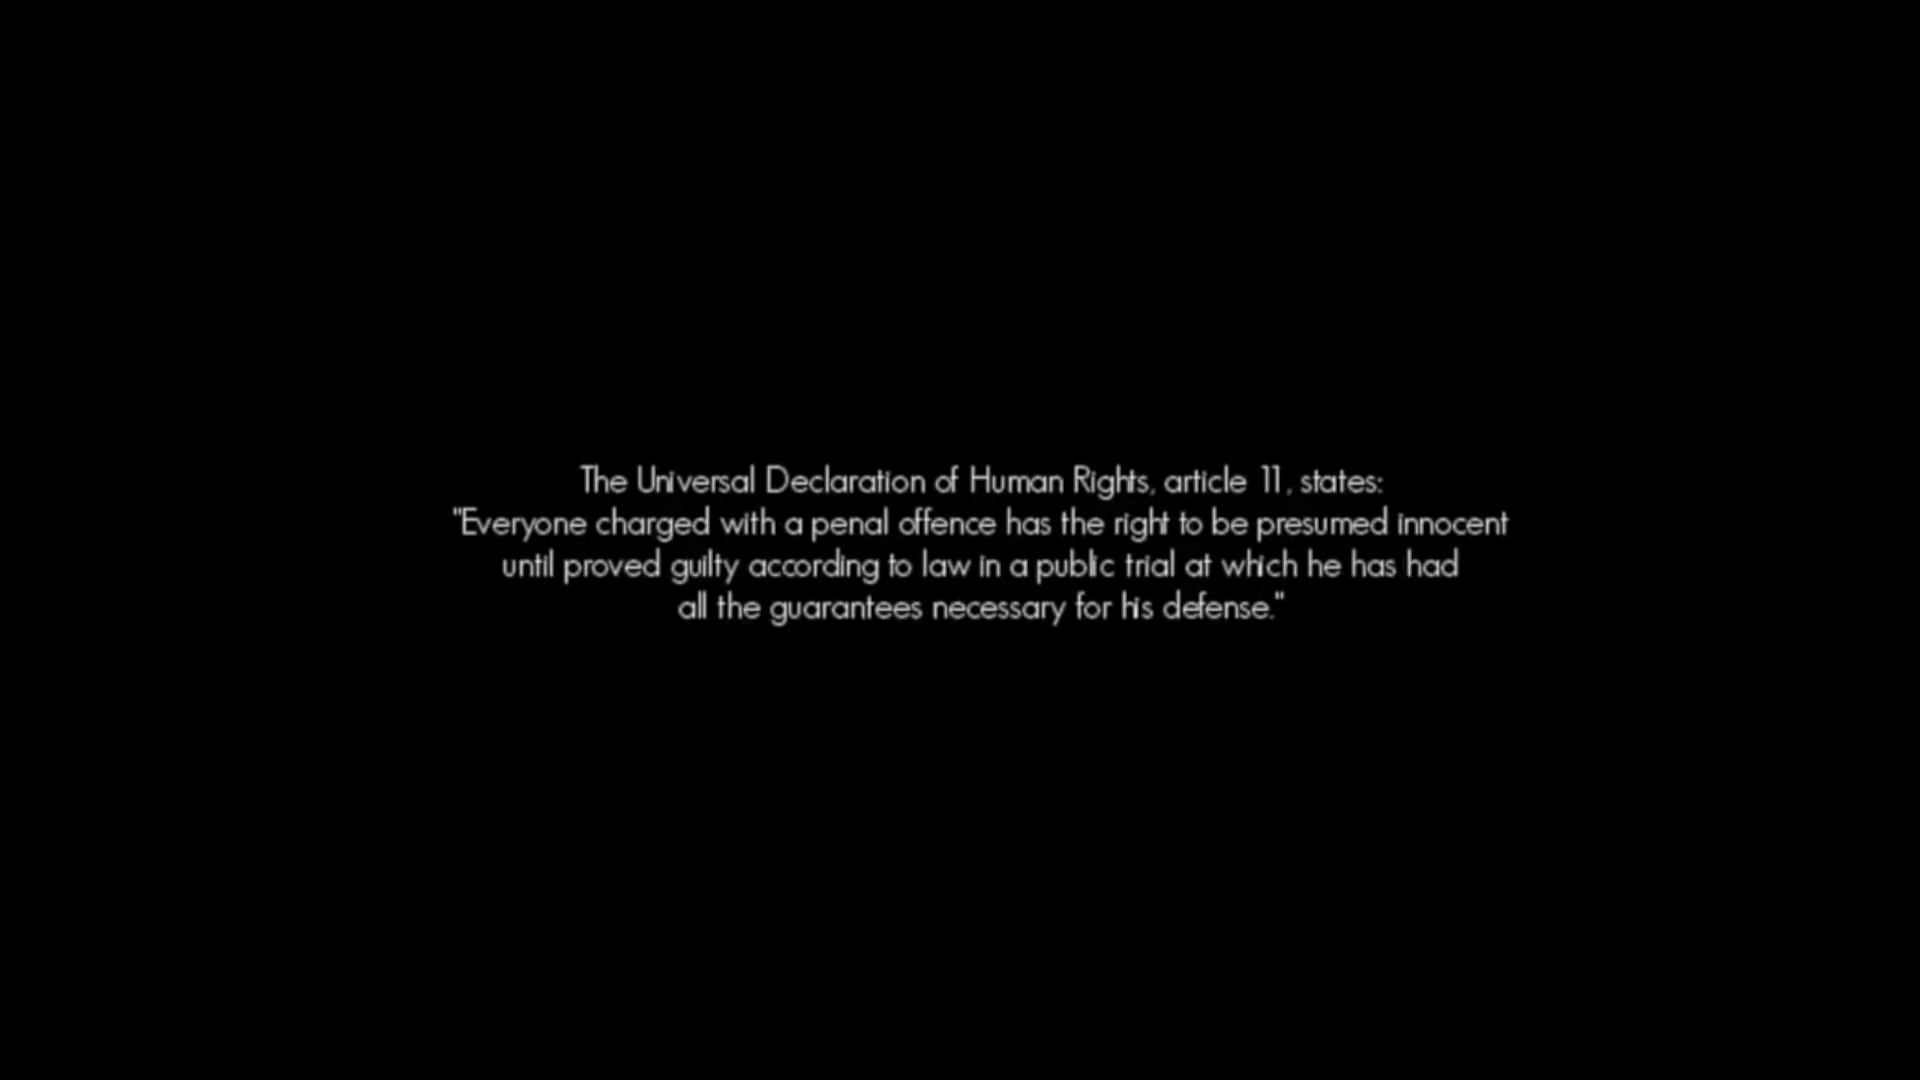 The Universal Declaration of Human Rights, article 11, states:
"Everyone charged with a penal offence has the right to be presumed innocent
until proved guilty according to law in a public trial at which he has had
all the guarantees necessary for his defense."